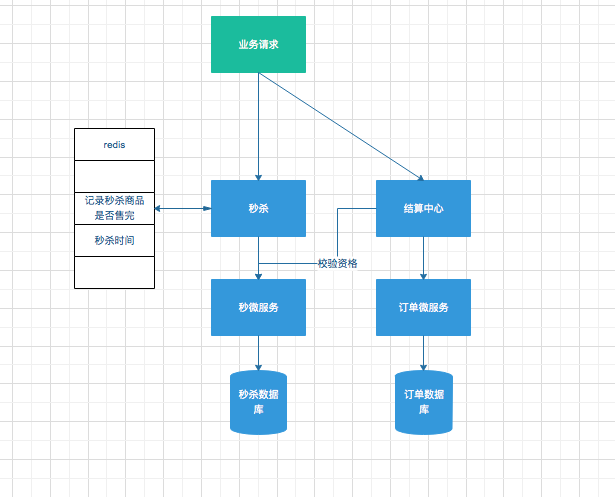 业务请求
redis
记录秒杀商品
是否售完
秒杀时间
秒杀
结算中心
校验资格
秒微服务
订单微服务
秒杀数据
库
订单数据
库